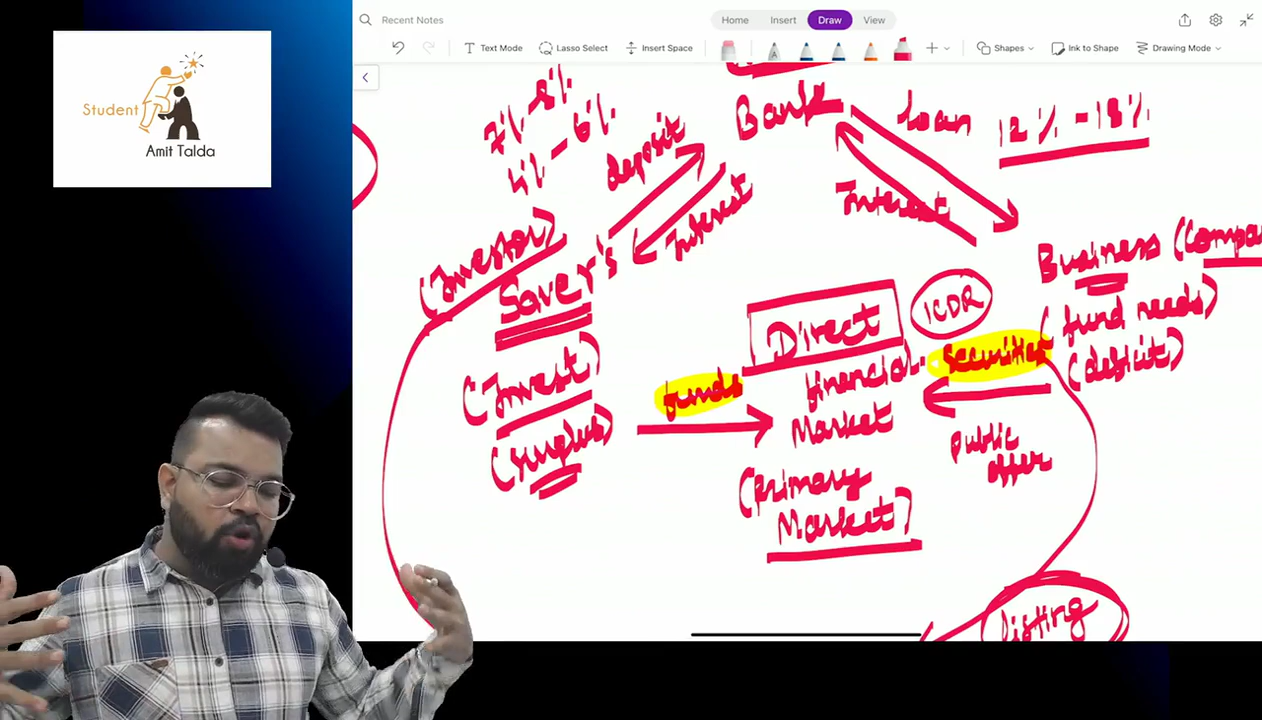 Recent Notes
Home
Insert
Draw
View
Text Mode
Lasso Select
Insert Space
Shapes
Ink to Shape
Drawing Mode
Student
Amit Talda
Bank
loan
12% - 18%
7% - 8%
4% - 6%
deposit
Interest
Interest
(Investor)
Saver's
(Invest)
(Surplus)
funds
Direct
ICDR
financial
Market
(Primary
Market)
Securities
Public
offer
Business (Compa
(fund needs)
(deficit)
Listing